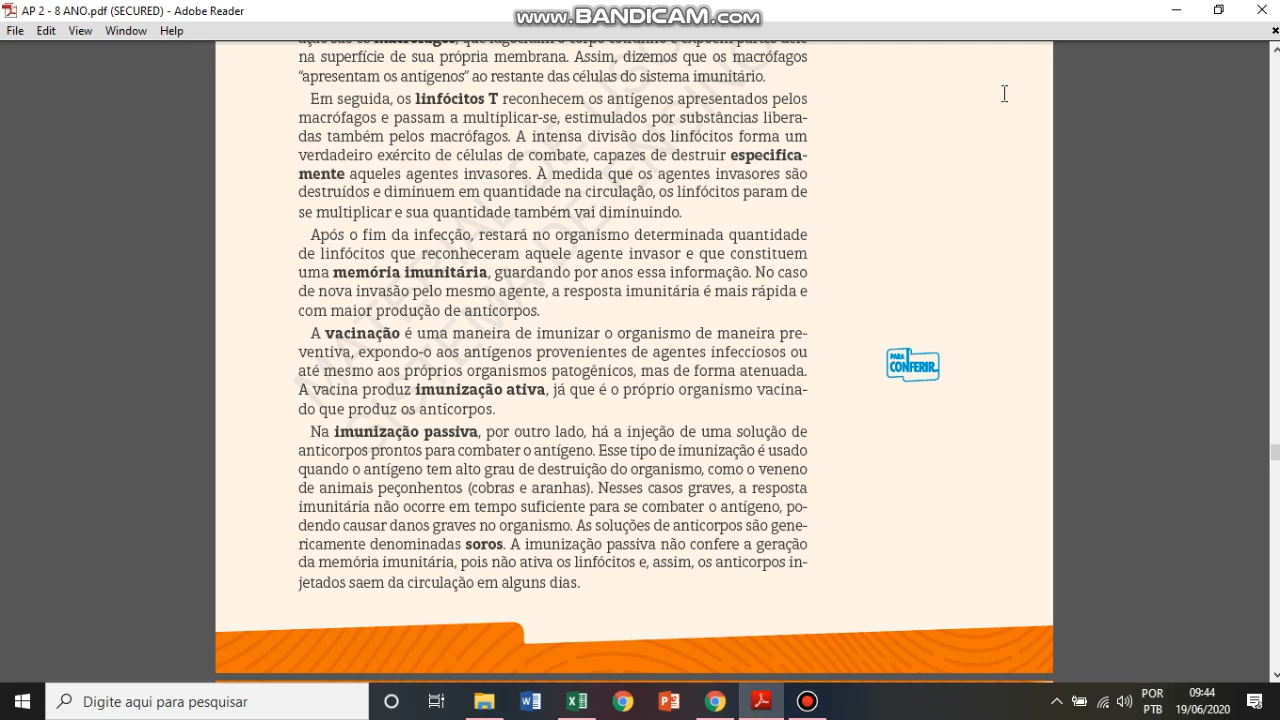 AP 2 - 8 ANO.pdf (SECURED) - Adobe Reader
www.BANDICAM.com
File Edit View Window Help
ação são os macrófagos, que fagocitam o corpo estranho e expõem partes dele
na superfície de sua própria membrana. Assim, dizemos que os macrófagos
“apresentam os antígenos” ao restante das células do sistema imunitário.
Em seguida, os linfócitos T reconhecem os antígenos apresentados pelos
macrófagos e passam a multiplicar-se, estimulados por substâncias libera-
das também pelos macrófagos. A intensa divisão dos linfócitos forma um
verdadeiro exército de células de combate, capazes de destruir especifica-
mente aqueles agentes invasores. À medida que os agentes invasores são
destruídos e diminuem em quantidade na circulação, os linfócitos param de
se multiplicar e sua quantidade também vai diminuindo.
Após o fim da infecção, restará no organismo determinada quantidade
de linfócitos que reconheceram aquele agente invasor e que constituem
uma memória imunitária, guardando por anos essa informação. No caso
de nova invasão pelo mesmo agente, a resposta imunitária é mais rápida e
com maior produção de anticorpos.
A vacinação é uma maneira de imunizar o organismo de maneira pre-
ventiva, expondo-o aos antígenos provenientes de agentes infecciosos ou
até mesmo aos próprios organismos patogênicos, mas de forma atenuada.
A vacina produz imunização ativa, já que é o próprio organismo vacina-
do que produz os anticorpos.
PARA
CONFERIR
Na imunização passiva, por outro lado, há a injeção de uma solução de
anticorpos prontos para combater o antígeno. Esse tipo de imunização é usado
quando o antígeno tem alto grau de destruição do organismo, como o veneno
de animais peçonhentos (cobras e aranhas). Nesses casos graves, a resposta
imunitária não ocorre em tempo suficiente para se combater o antígeno, po-
dendo causar danos graves no organismo. As soluções de anticorpos são gene-
ricamente denominadas soros. A imunização passiva não confere a geração
da memória imunitária, pois não ativa os linfócitos e, assim, os anticorpos in-
jetados saem da circulação em alguns dias.
Digite aqui para pesquisar
POR
PTB
09:44
19/06/2020